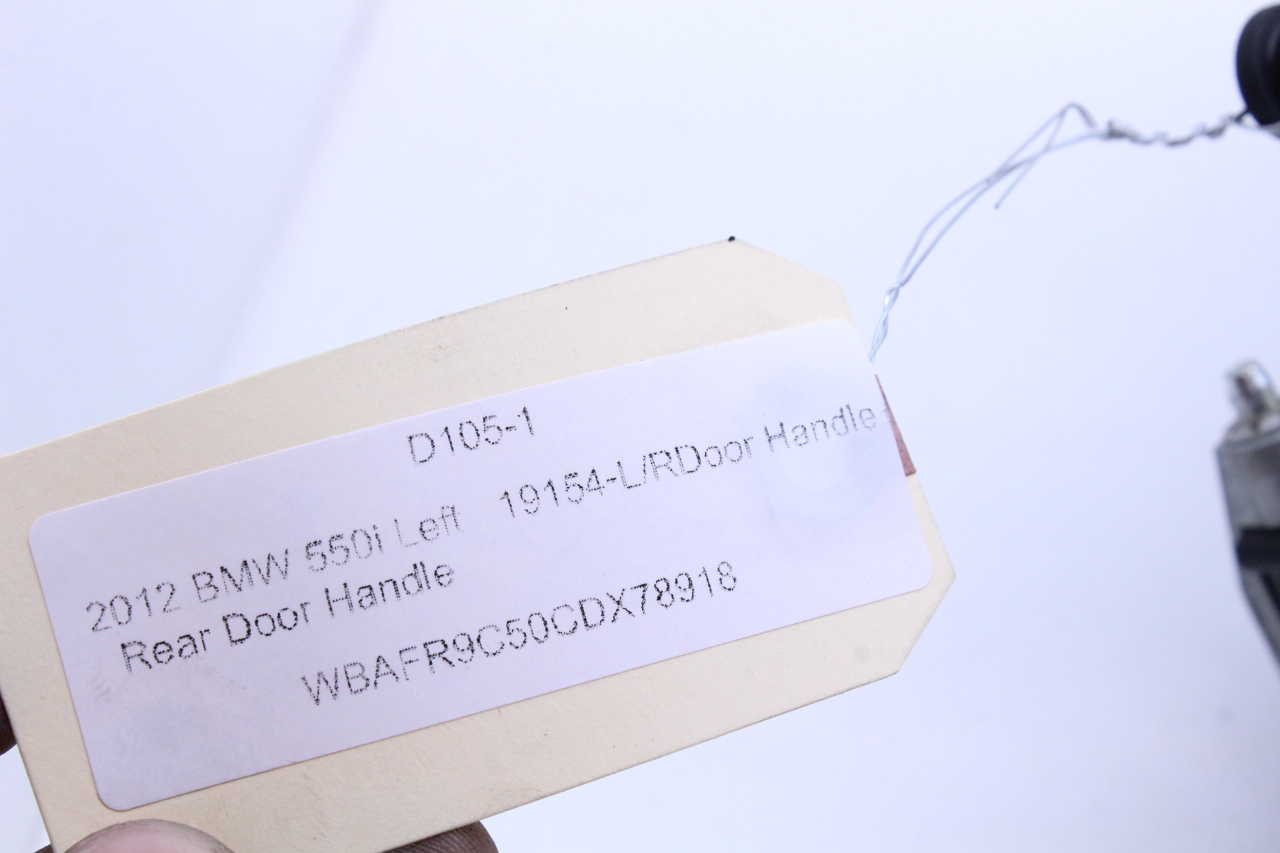 D105-1
2012 BMW 550i Left 19154-L/RDoor Handle
Rear Door Handle
WBAFR9C50CDX78918